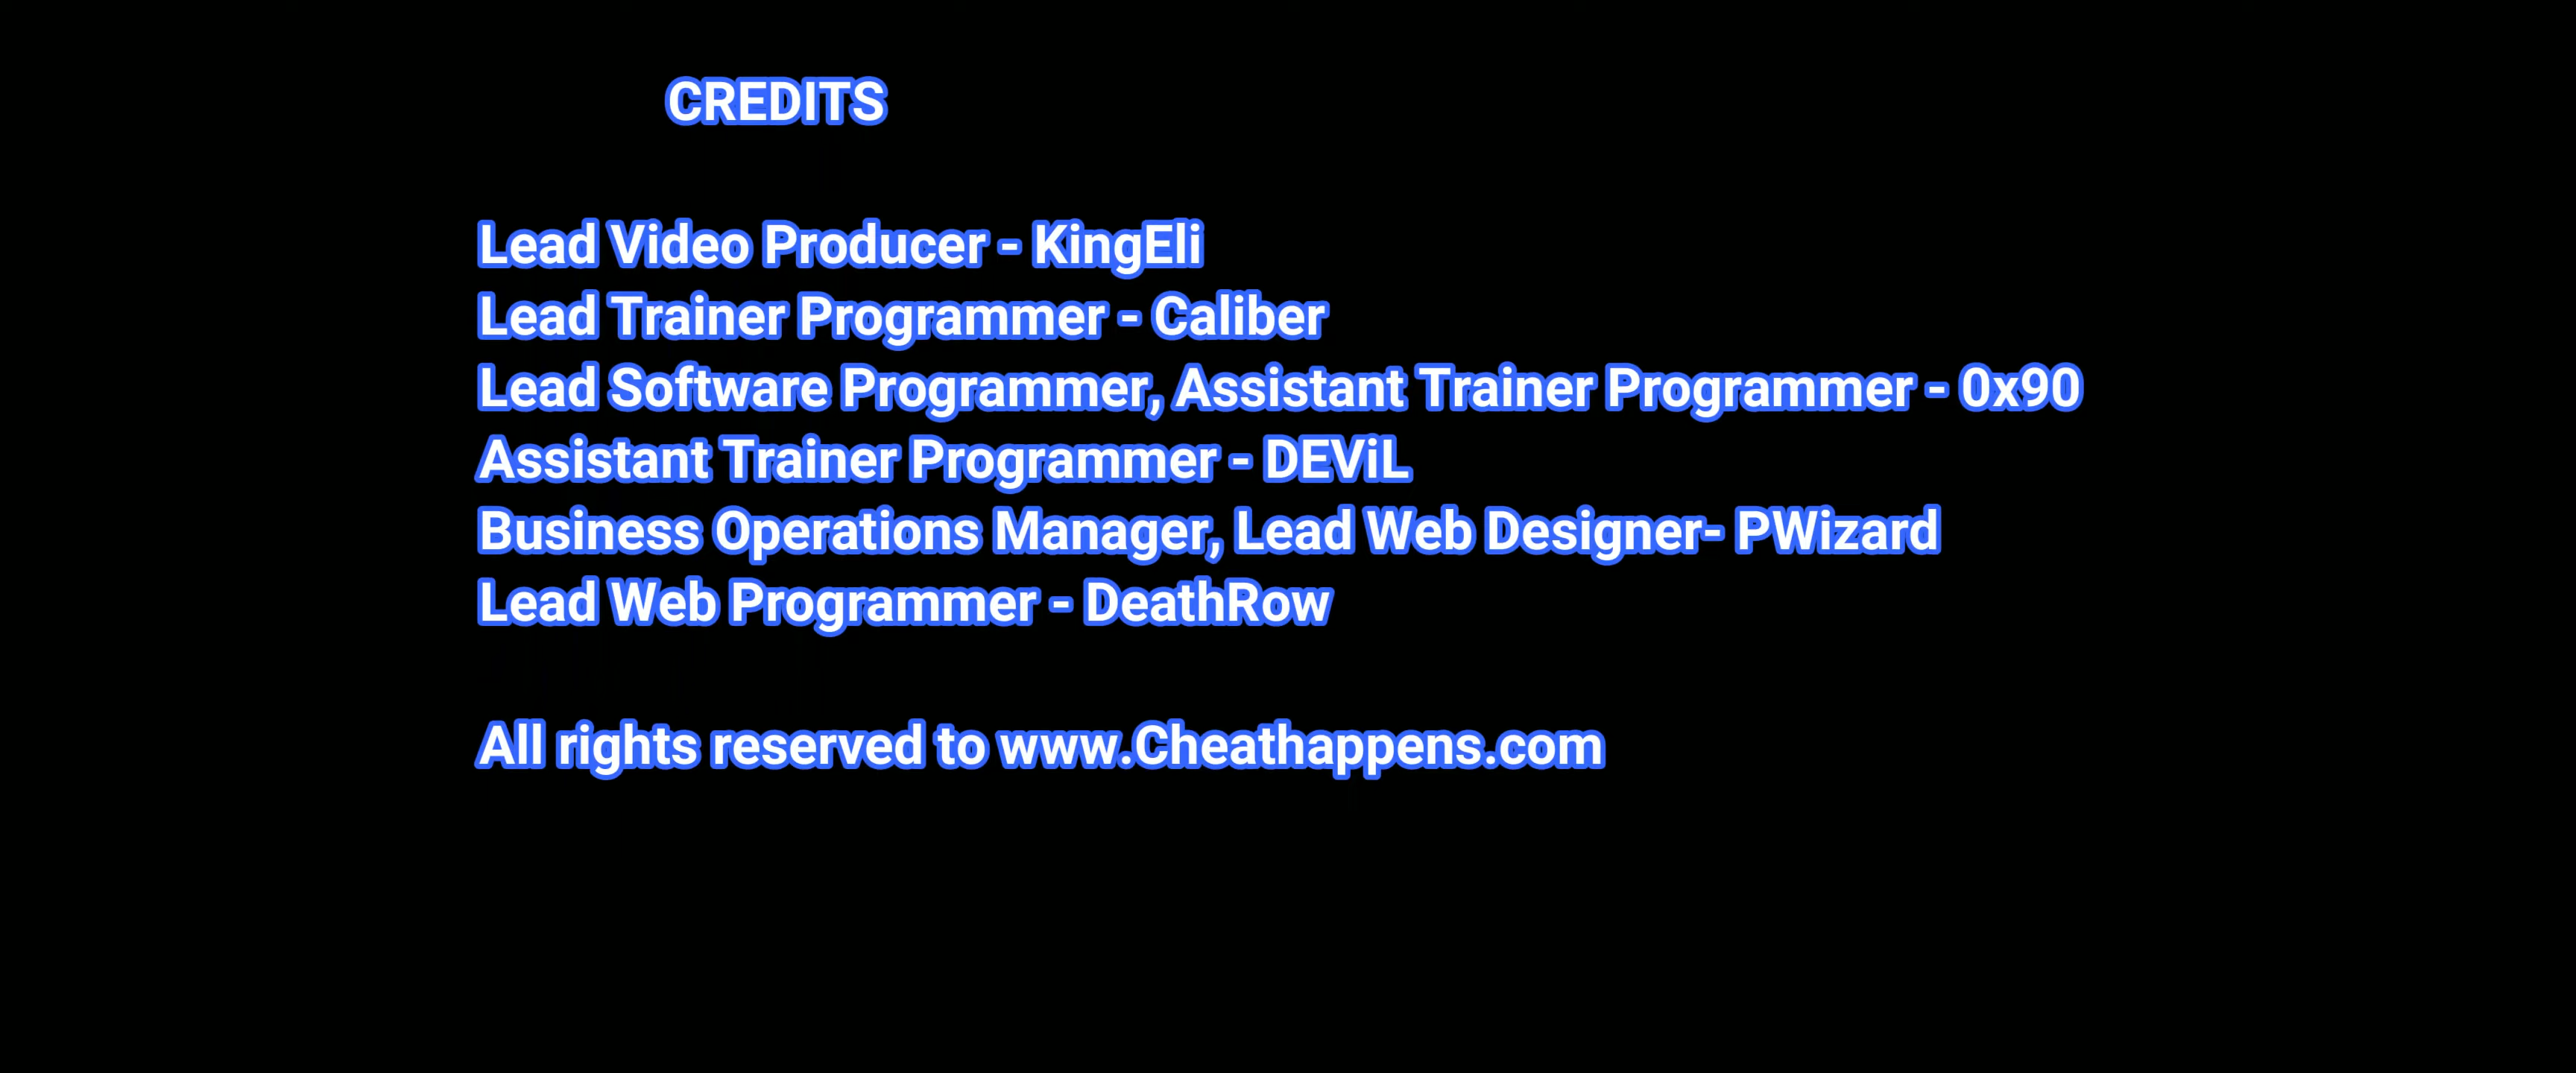 CREDITS
Lead Video Producer - KingEli
Lead Trainer Programmer - Caliber
Lead Software Programmer, Assistant Trainer Programmer - 0x90
Assistant Trainer Programmer - DEViL
Business Operations Manager, Lead Web Designer- PWizard
Lead Web Programmer - DeathRow
All rights reserved to www.Cheathappens.com